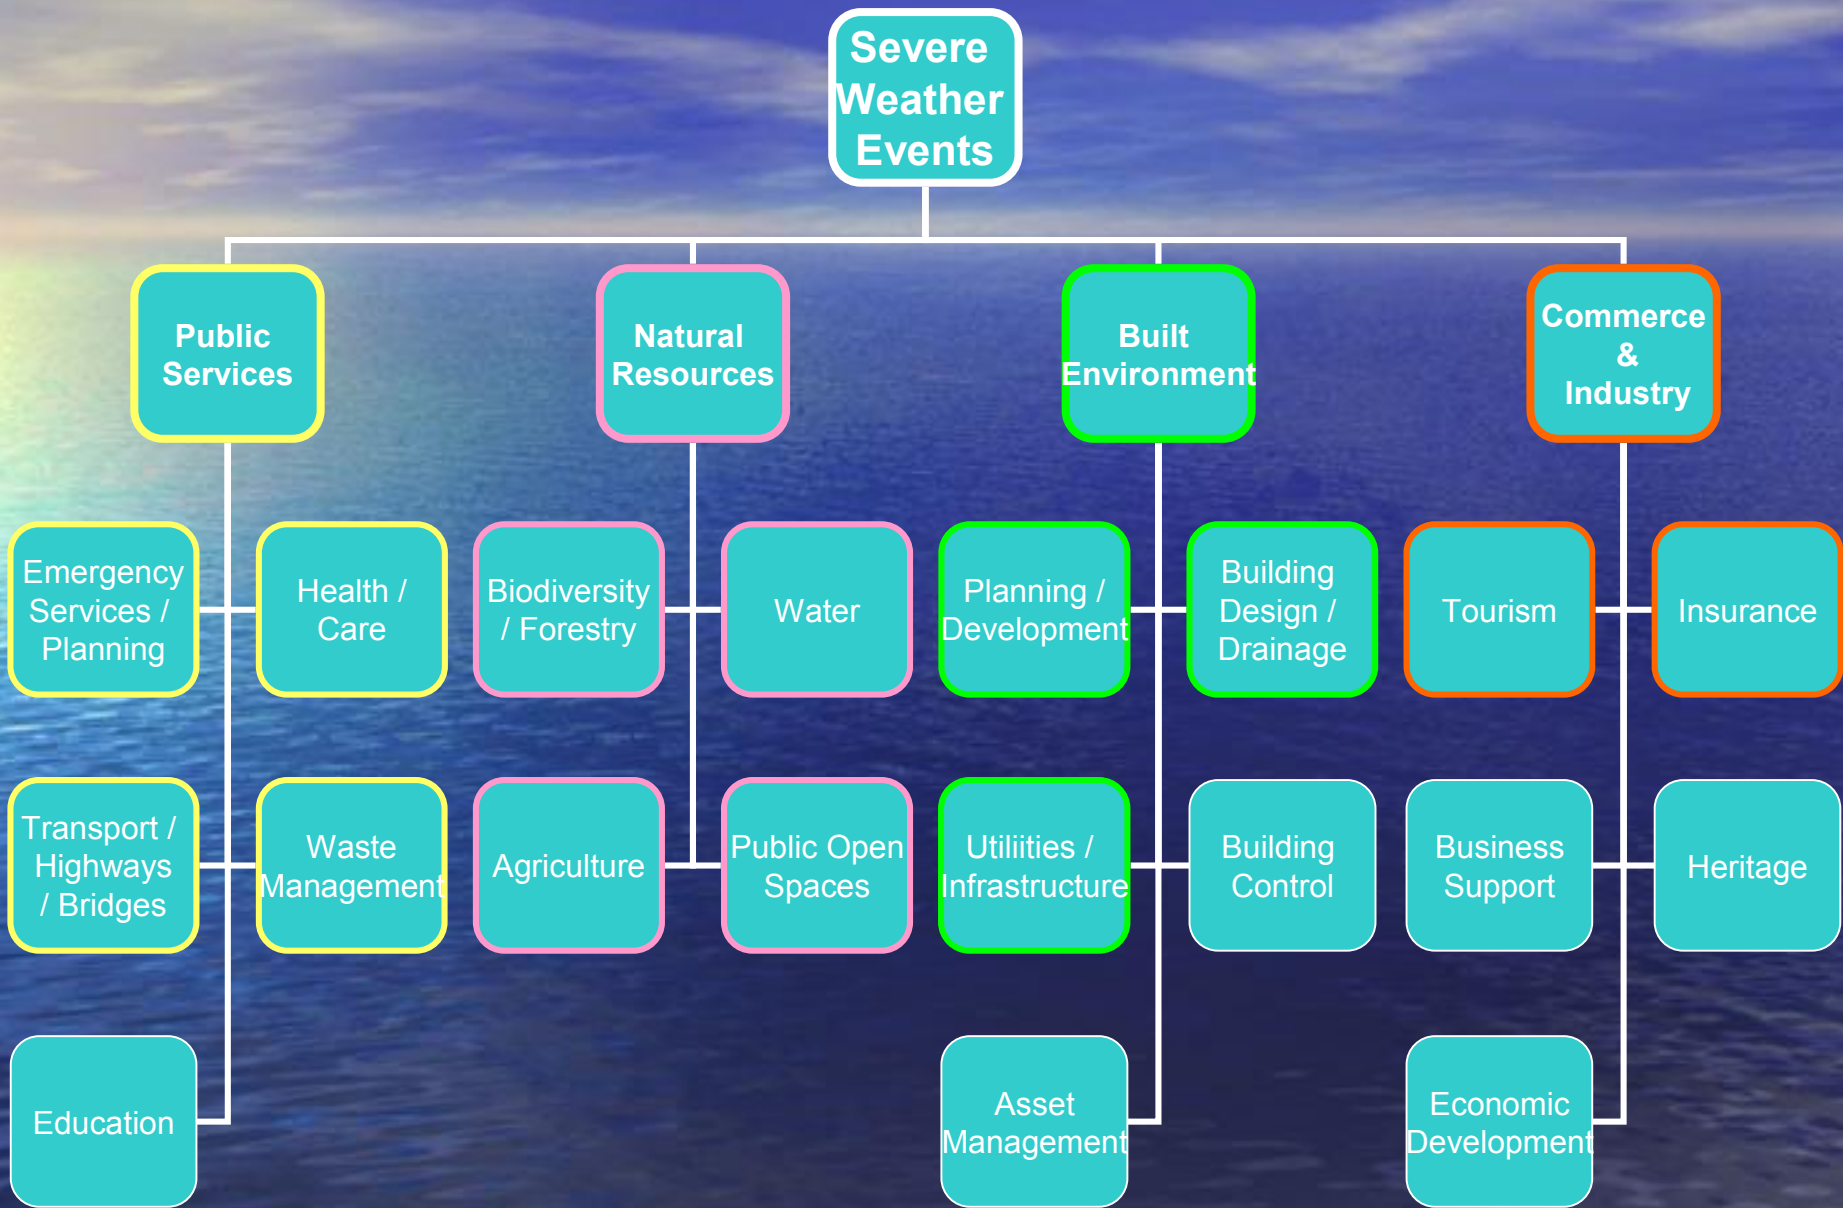 Severe
Weather
Events
Public
Services
Natural
Resources
Built
Environment
Commerce
&
Industry
Emergency
Services /
Planning
Health /
Care
Biodiversity
/ Forestry
Water
Planning /
Development
Building
Design /
Drainage
Tourism
Insurance
Transport /
Highways
/ Bridges
Waste
Management
Agriculture
Public Open
Spaces
Utiliities /
Infrastructure
Building
Control
Business
Support
Heritage
Education
Asset
Management
Economic
Development